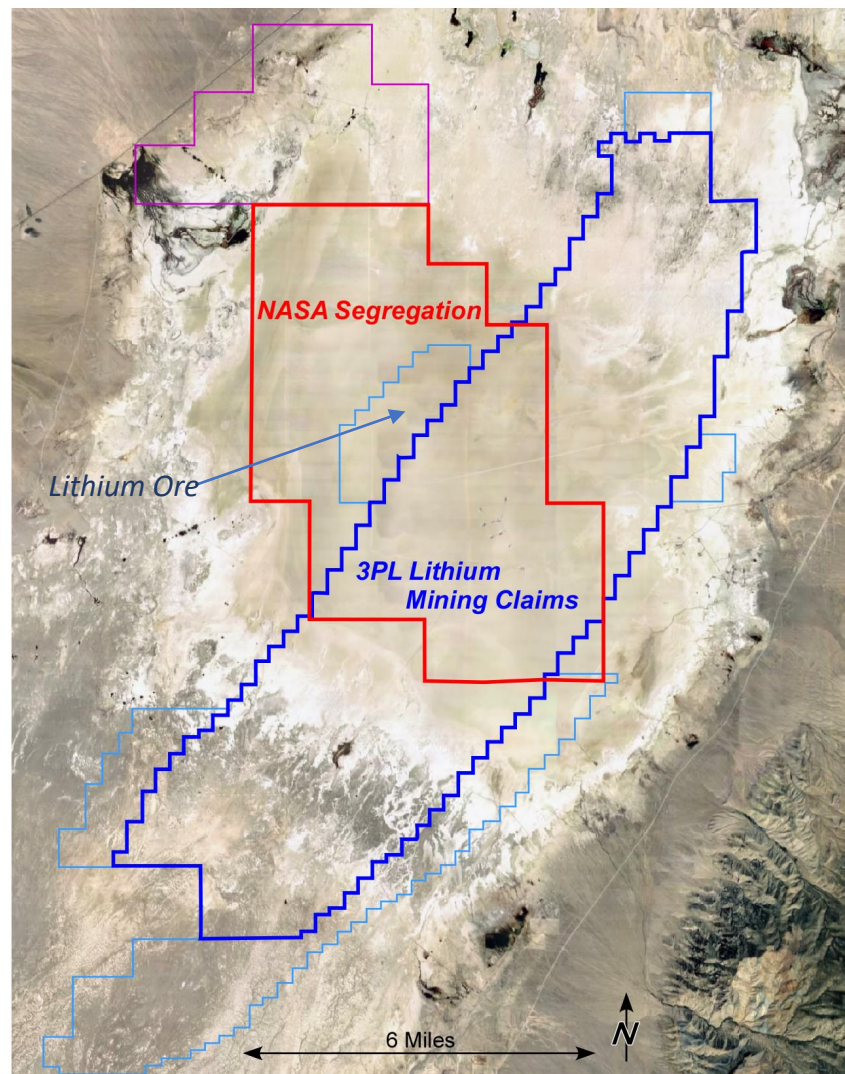 NASA Segregation
Lithium Ore
3PL Lithium
Mining Claims
6 Miles
N